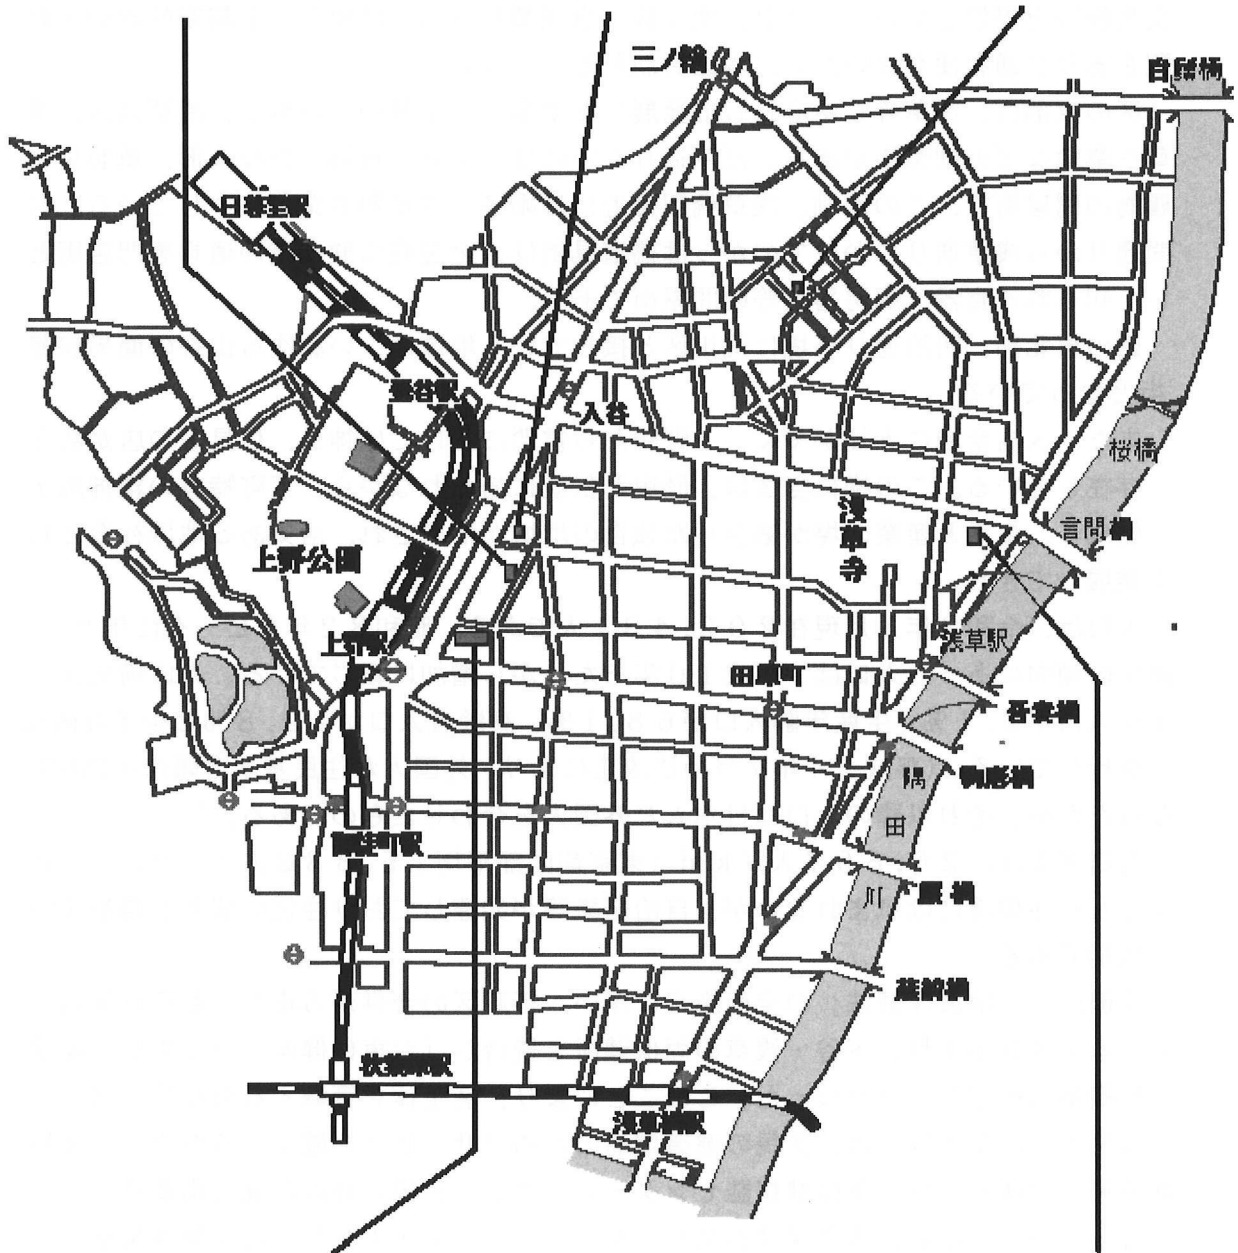 三ノ輪
白鬚橋
日暮里駅
鶯谷駅
入谷
桜橋
浅草寺
言問橋
上野公園
上野駅
浅草駅
田原町
吾妻橋
駒形橋
隅田川
御徒町駅
厩橋
蔵前橋
秋葉原駅
浅草橋駅